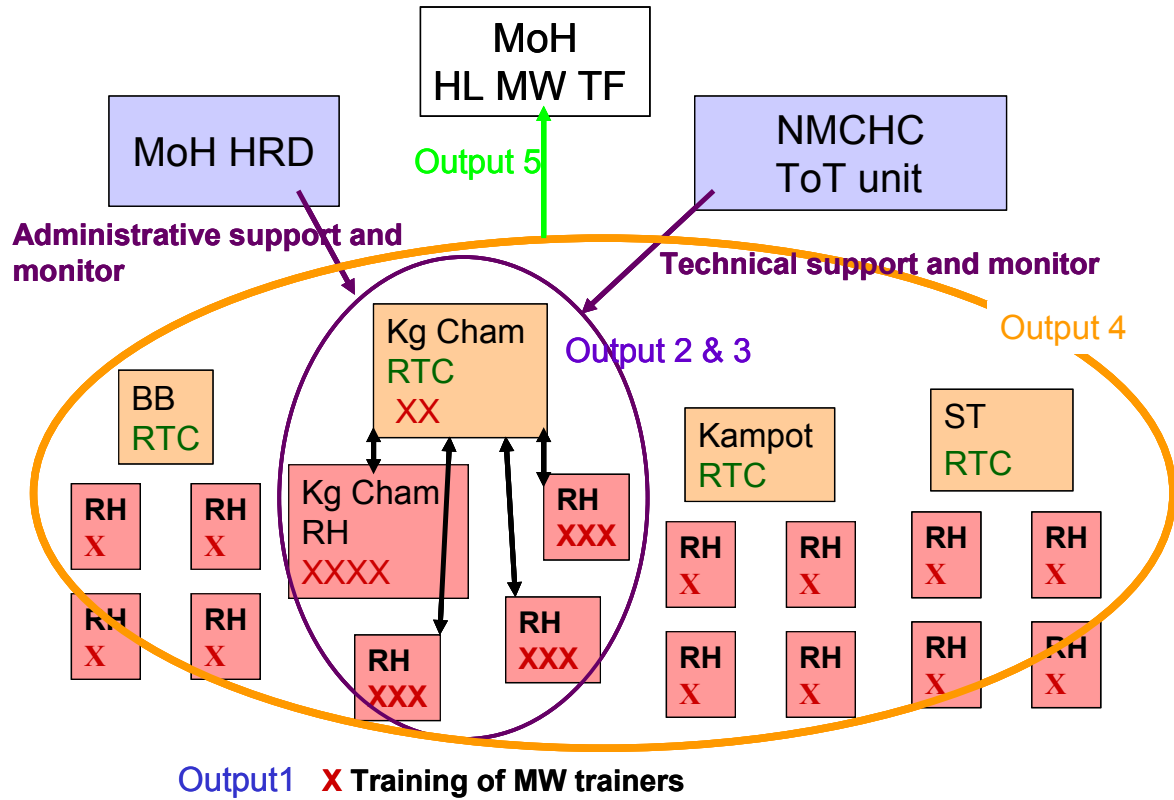 MoH
HL MW TF
MoH HRD
NMCHC
ToT unit
Output 5
Administrative support and
monitor
Technical support and monitor
Output 4
Kg Cham
RTC
XX
Output 2 & 3
BB
RTC
Kampot
RTC
ST
RTC
RH
X
RH
X
RH
X
RH
X
Kg Cham
RH
XXXX
RH
XXX
RH
XXX
RH
XXX
RH
X
RH
X
RH
X
RH
X
RH
X
RH
X
RH
X
RH
X
Output1 X Training of MW trainers